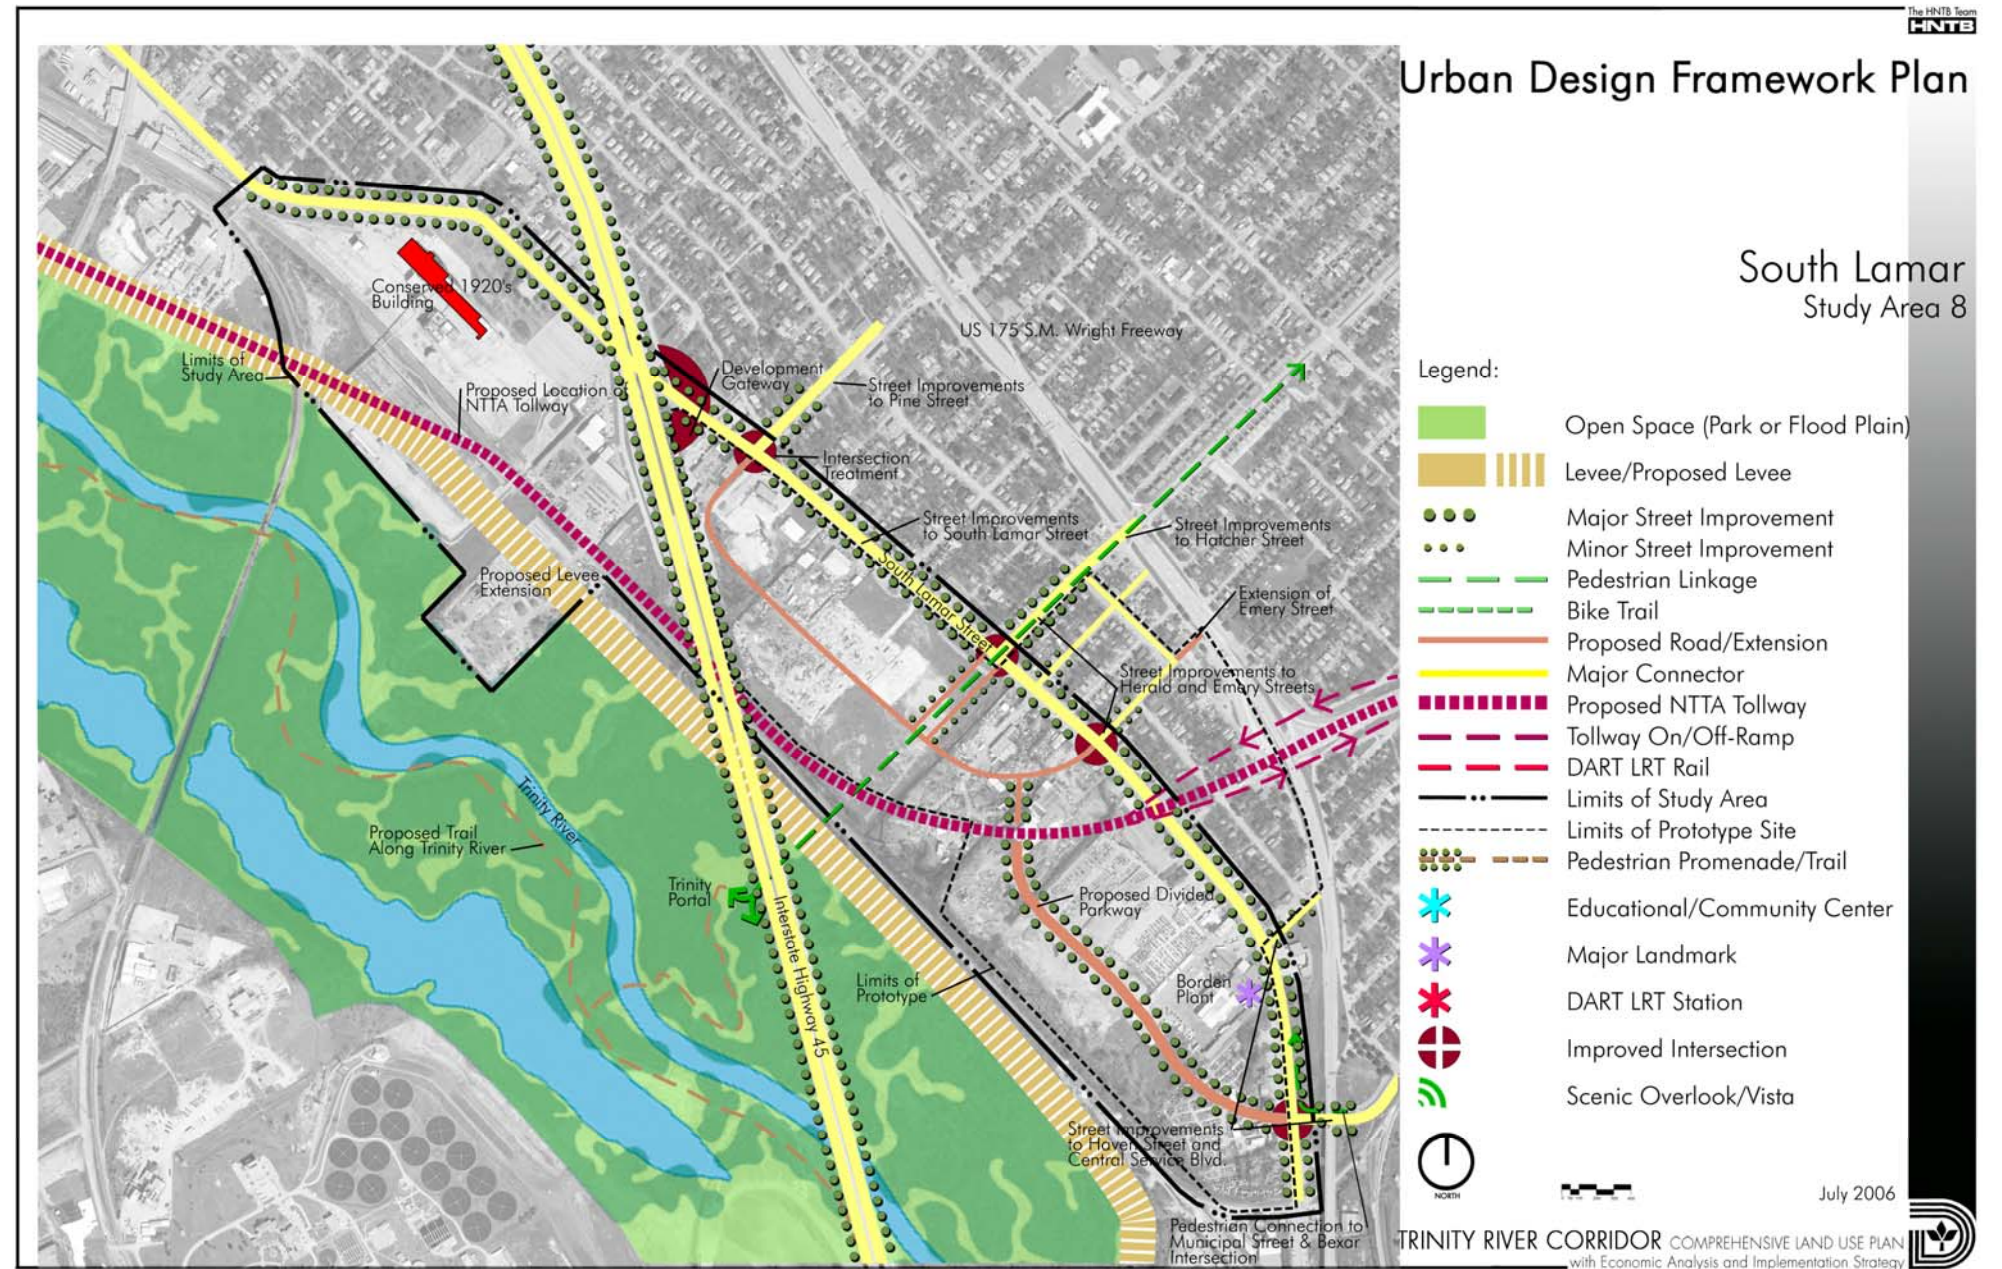 The HNTB Team
HNTB
Urban Design Framework Plan
South Lamar
Study Area 8
Conserved 1920's
Building
US 175 S.M. Wright Freeway
Limits of
Study Area
Development
Gateway
Street Improvements
to Pine Street
Proposed Location of
NTTA Tollway
Intersection
Treatment
Street Improvements
to South Lamar Street
Street Improvements
to Hatcher Street
South Lamar Street
Proposed Levee
Extension
Extension of
Emery Street
Street Improvements to
Herald and Emery Streets
Trinity River
Proposed Trail
Along Trinity River
Trinity
Portal
Interstate Highway 45
Proposed Divided
Parkway
Limits of
Prototype
Borden
Plant
Street Improvements
to Haven Street and
Central Service Blvd.
Pedestrian Connection to
Municipal Street & Bexar
Intersection
Legend:
Open Space (Park or Flood Plain)
Levee/Proposed Levee
Major Street Improvement
Minor Street Improvement
Pedestrian Linkage
Bike Trail
Proposed Road/Extension
Major Connector
Proposed NTTA Tollway
Tollway On/Off-Ramp
DART LRT Rail
Limits of Study Area
Limits of Prototype Site
Pedestrian Promenade/Trail
Educational/Community Center
Major Landmark
DART LRT Station
Improved Intersection
Scenic Overlook/Vista
NORTH
July 2006
TRINITY RIVER CORRIDOR COMPREHENSIVE LAND USE PLAN
with Economic Analysis and Implementation Strategy